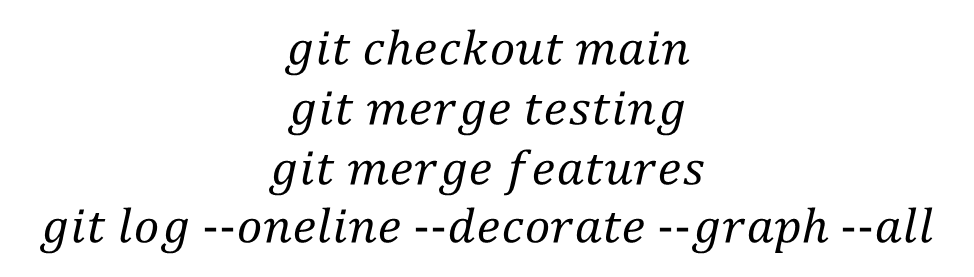 git checkout main
git merge testing
git merge features
git log --oneline --decorate --graph --all